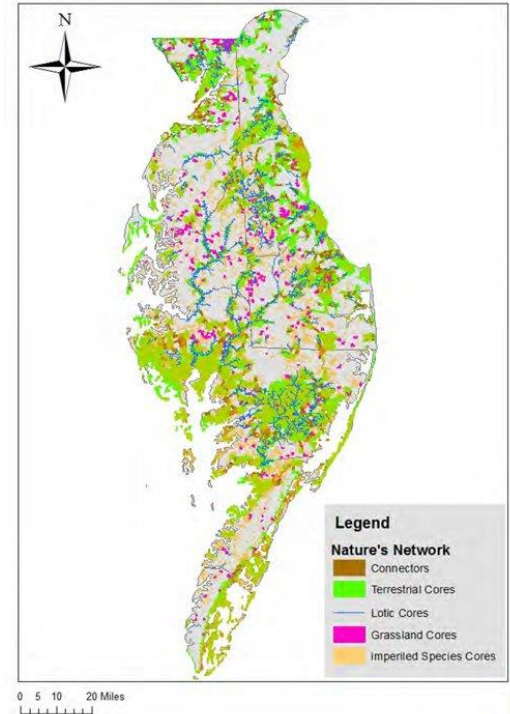 N
Legend
Nature's Network
Connectors
Terrestrial Cores
Lotic Cores
Grassland Cores
Imperiled Species Cores
0 5 10 20 Miles